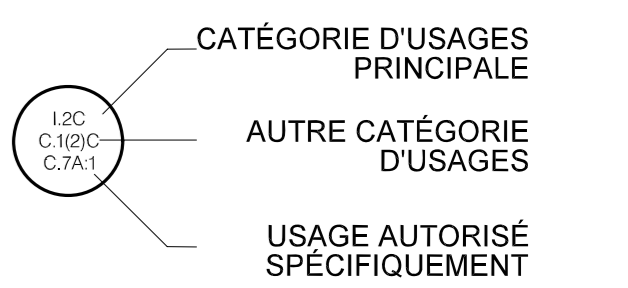 CATÉGORIE D'USAGES
PRINCIPALE
I.2C
C.1(2)C
C.7A:1
AUTRE CATÉGORIE
D'USAGES
USAGE AUTORISÉ
SPÉCIFIQUEMENT